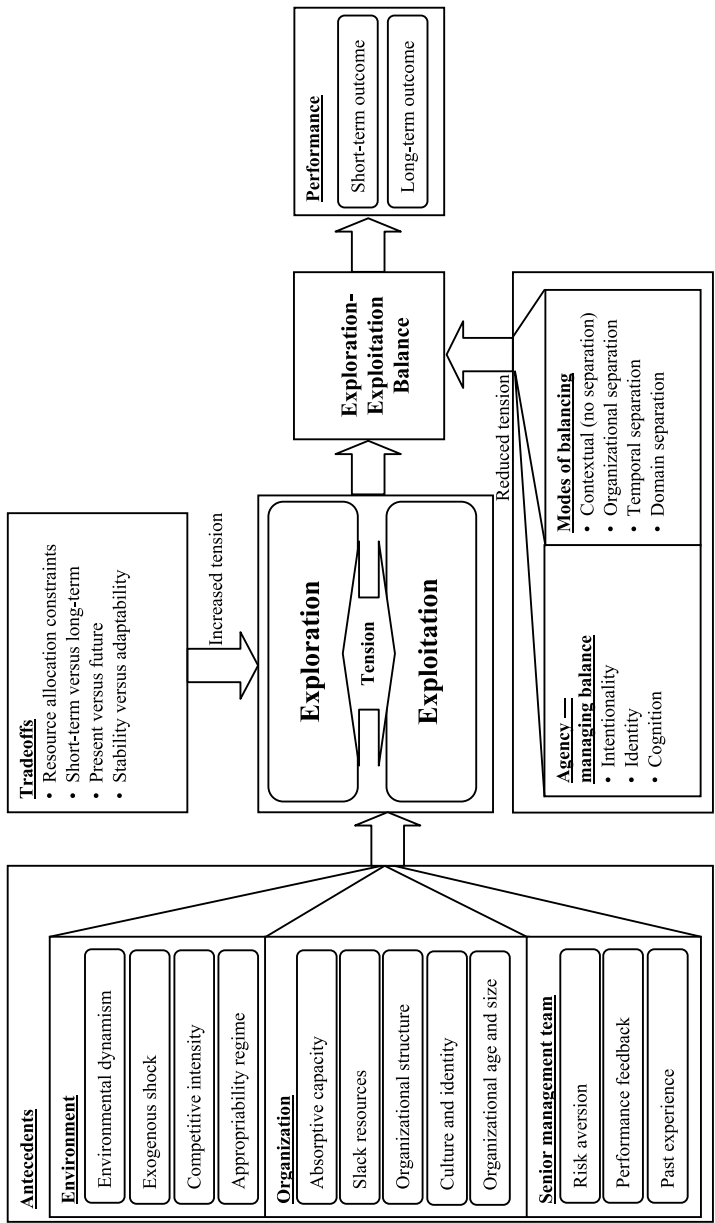 Antecedents
Environment
Environmental dynamism
Exogenous shock
Competitive intensity
Appropriability regime
Organization
Absorptive capacity
Slack resources
Organizational structure
Culture and identity
Organizational age and size
Senior management team
Risk aversion
Performance feedback
Past experience
Tradeoffs
• Resource allocation constraints
• Short-term versus long-term
• Present versus future
• Stability versus adaptability
Increased tension
Exploration
Tension
Exploitation
Agency —
managing balance
• Intentionality
• Identity
• Cognition
Modes of balancing
• Contextual (no separation)
• Organizational separation
• Temporal separation
• Domain separation
Reduced tension
Exploration-
Exploitation
Balance
Performance
Short-term outcome
Long-term outcome